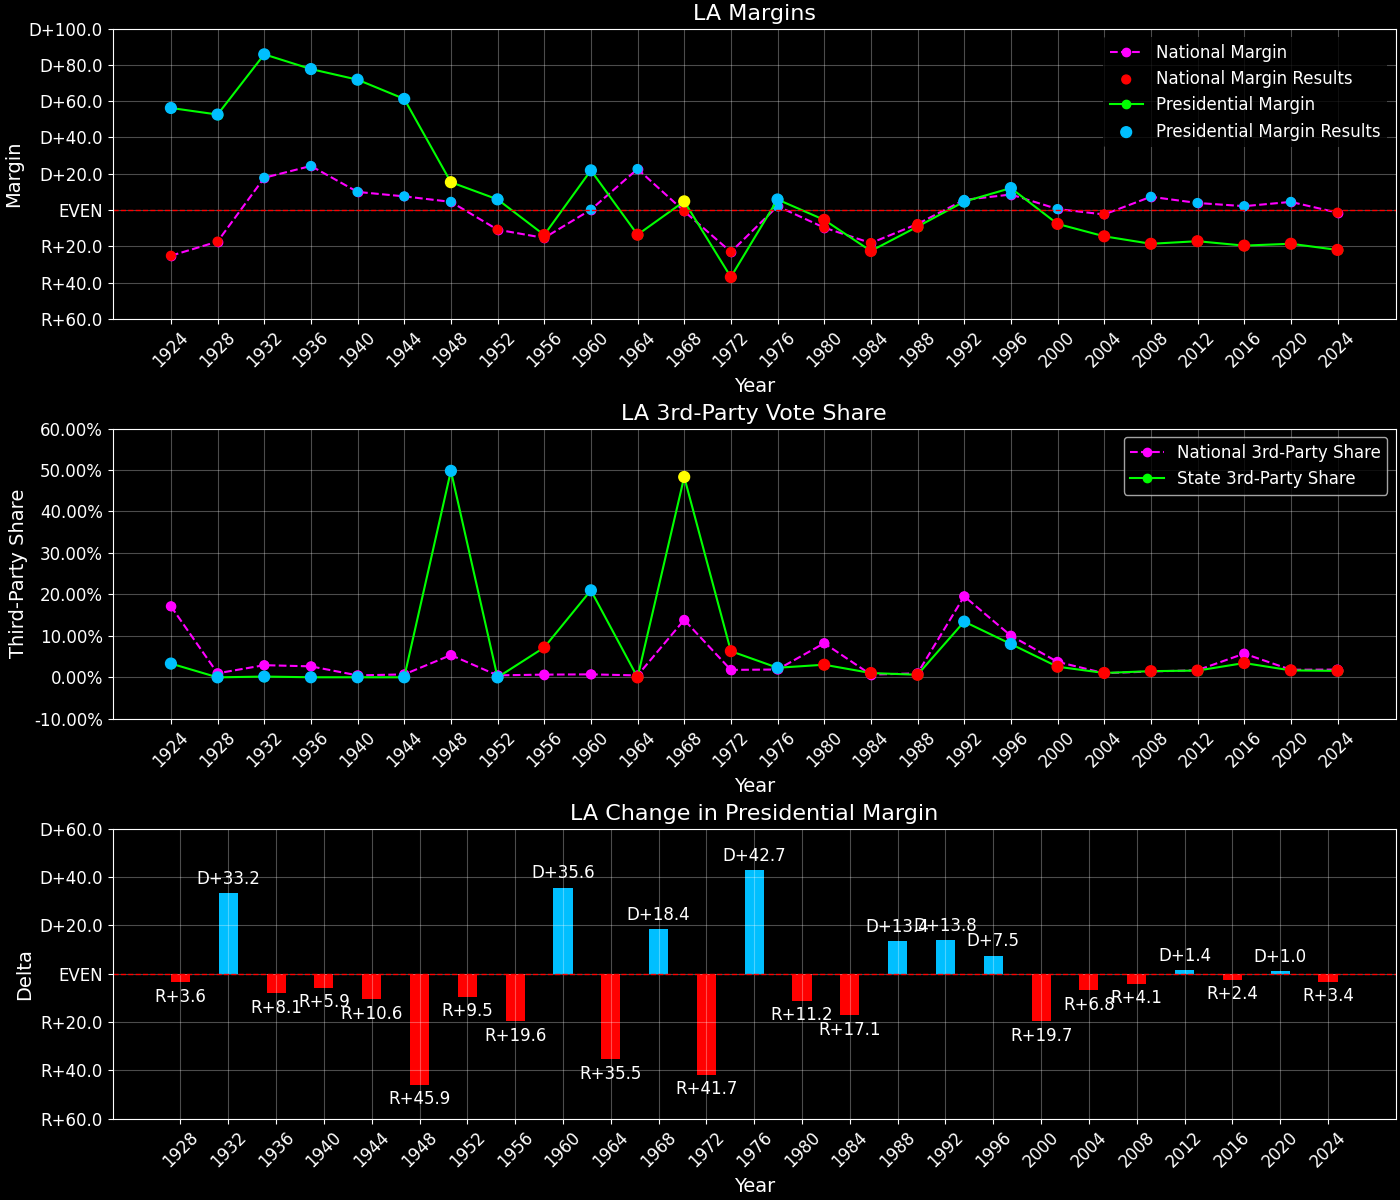 LA Margins
D+100.0
D+80.0
D+60.0
D+40.0
D+20.0
EVEN
R+20.0
R+40.0
R+60.0
Margin
National Margin
National Margin Results
Presidential Margin
Presidential Margin Results
1924 1928 1932 1936 1940 1944 1948 1952 1956 1960 1964 1968 1972 1976 1980 1984 1988 1992 1996 2000 2004 2008 2012 2016 2020 2024
Year
LA 3rd-Party Vote Share
60.00%
50.00%
40.00%
30.00%
20.00%
10.00%
0.00%
-10.00%
Third-Party Share
National 3rd-Party Share
State 3rd-Party Share
1924 1928 1932 1936 1940 1944 1948 1952 1956 1960 1964 1968 1972 1976 1980 1984 1988 1992 1996 2000 2004 2008 2012 2016 2020 2024
Year
LA Change in Presidential Margin
D+60.0
D+40.0
D+20.0
EVEN
R+20.0
R+40.0
R+60.0
Delta
R+3.6
D+33.2
R+8.1
R+5.9
R+10.6
R+45.9
R+9.5
R+19.6
D+35.6
R+35.5
D+18.4
R+41.7
D+42.7
R+11.2
R+17.1
D+13.4
D+13.8
D+7.5
R+19.7
R+6.8
R+4.1
D+1.4
R+2.4
D+1.0
R+3.4
1928 1932 1936 1940 1944 1948 1952 1956 1960 1964 1968 1972 1976 1980 1984 1988 1992 1996 2000 2004 2008 2012 2016 2020 2024
Year